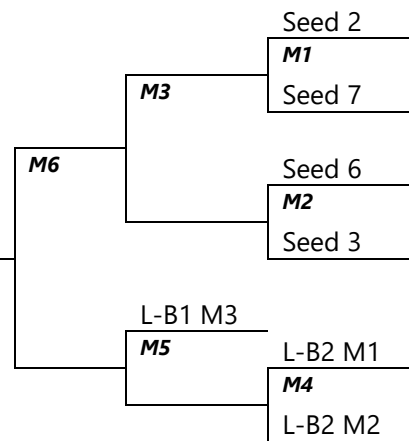 Seed 2
M1
M3
Seed 7
M6
Seed 6
M2
Seed 3
L-B1 M3
M5
L-B2 M1
M4
L-B2 M2